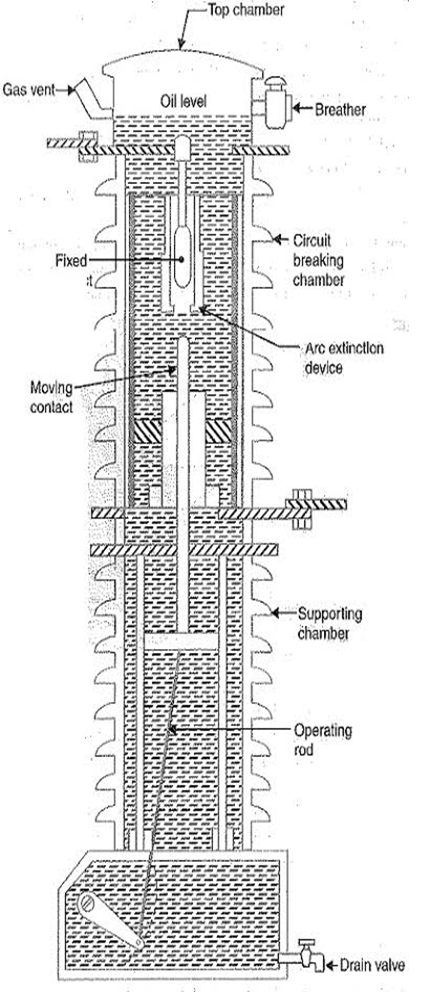 Top chamber
Gas vent
Oil level
Breather
Fixed
Circuit
breaking
chamber
Arc extinction
device
Moving
contact
Supporting
chamber
Operating
rod
Drain valve